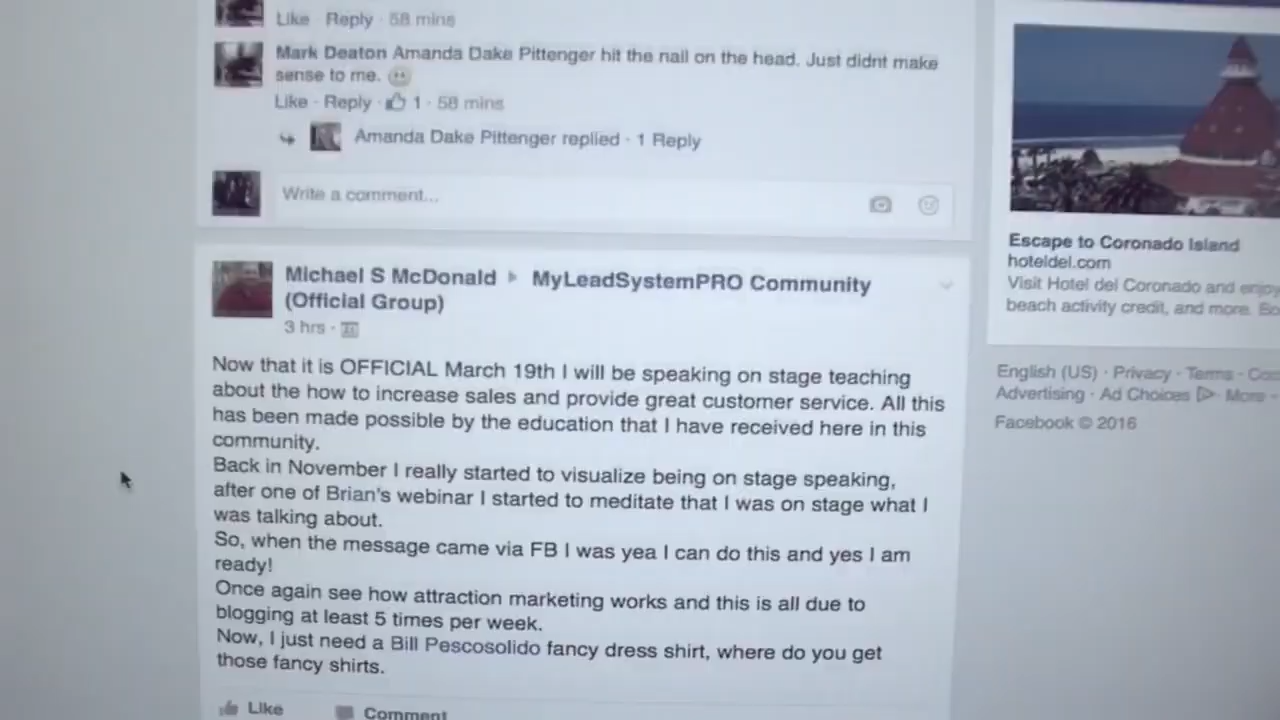 Like · Reply · 58 mins
Mark Deaton Amanda Dake Pittenger hit the nail on the head. Just didnt make
sense to me.
Like · Reply · 1 · 58 mins
Amanda Dake Pittenger replied · 1 Reply
Write a comment...
Michael S McDonald ▸ MyLeadSystemPRO Community
(Official Group)
3 hrs ·
Now that it is OFFICIAL March 19th I will be speaking on stage teaching
about the how to increase sales and provide great customer service. All this
has been made possible by the education that I have received here in this
community.
Back in November I really started to visualize being on stage speaking,
after one of Brian's webinar I started to meditate that I was on stage what I
was talking about.
So, when the message came via FB I was yea I can do this and yes I am
ready!
Once again see how attraction marketing works and this is all due to
blogging at least 5 times per week.
Now, I just need a Bill Pescosolido fancy dress shirt, where do you get
those fancy shirts.
Like Comment
Escape to Coronado Island
hoteldel.com
Visit Hotel del Coronado and enjoy
beach activity credit, and more.
English (US) · Privacy · Terms ·
Advertising · Ad Choices · More
Facebook © 2016